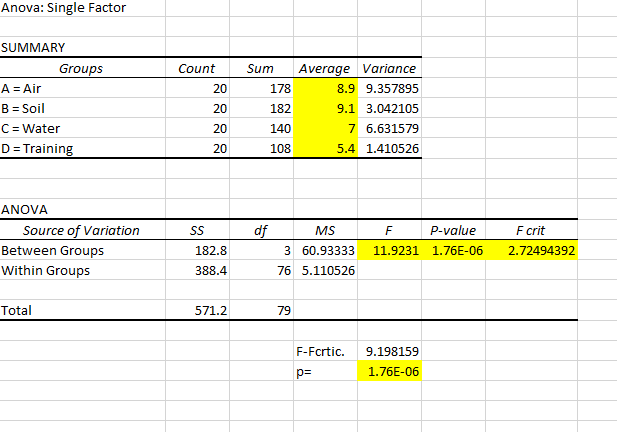 Anova: Single Factor
SUMMARY
Groups Count Sum Average Variance
A = Air 20 178 8.9 9.357895
B = Soil 20 182 9.1 3.042105
C = Water 20 140 7 6.631579
D = Training 20 108 5.4 1.410526
ANOVA
Source of Variation SS df MS F P-value F crit
Between Groups 182.8 3 60.93333 11.9231 1.76E-06 2.72494392
Within Groups 388.4 76 5.110526
Total 571.2 79
F-Fcrtic. 9.198159
p= 1.76E-06